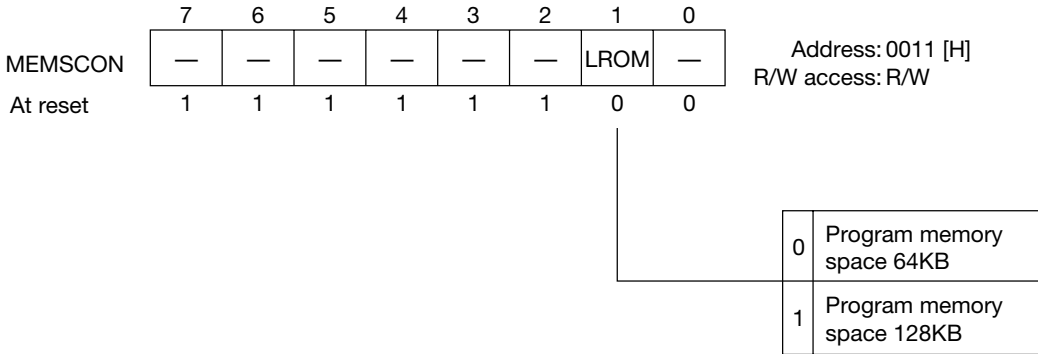 7 6 5 4 3 2 1 0
MEMSCON — — — — — — LROM — Address: 0011 [H]
R/W access: R/W
At reset 1 1 1 1 1 1 0 0
0 Program memory
space 64KB
1 Program memory
space 128KB